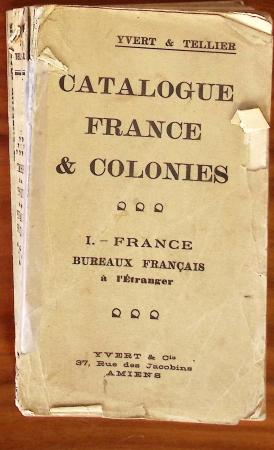 YVERT & TELLIER
CATALOGUE
FRANCE
& COLONIES
I. - FRANCE
BUREAUX FRANÇAIS
à l'Étranger
YVERT & Cie
37, Rue des Jacobins
AMIENS